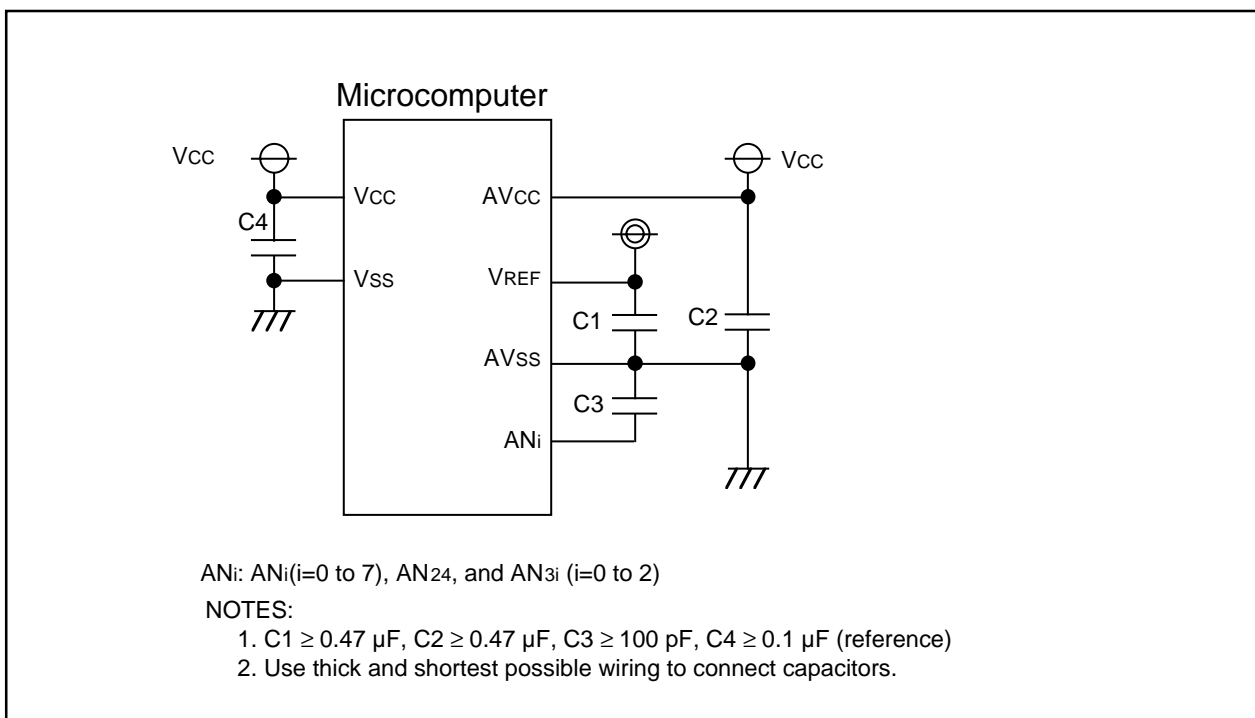 Microcomputer
VCC
VCC
VCC
AVCC
C4
VSS
VREF
C1
C2
AVSS
C3
ANi
ANi: ANi(i=0 to 7), AN24, and AN3i (i=0 to 2)
NOTES:
1. C1 ≥ 0.47 µF, C2 ≥ 0.47 µF, C3 ≥ 100 pF, C4 ≥ 0.1 µF (reference)
2. Use thick and shortest possible wiring to connect capacitors.